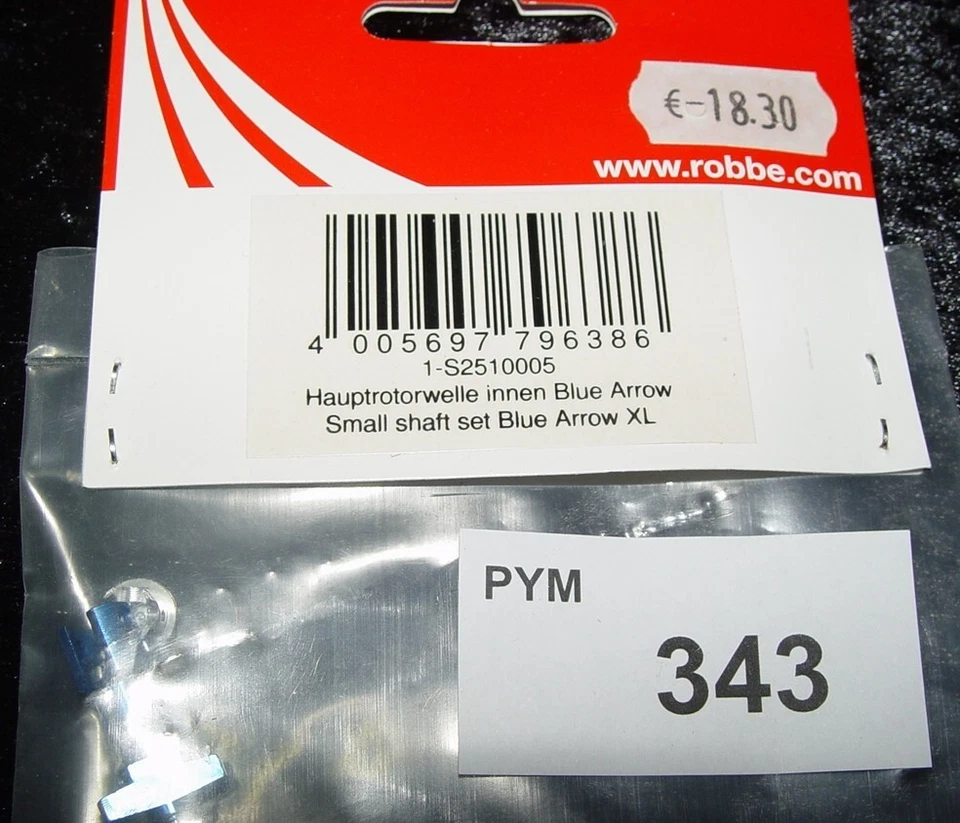 €-18.30
www.robbe.com
4 005697 796386
1-S2510005
Hauptrotorwelle innen Blue Arrow
Small shaft set Blue Arrow XL
PYM
343